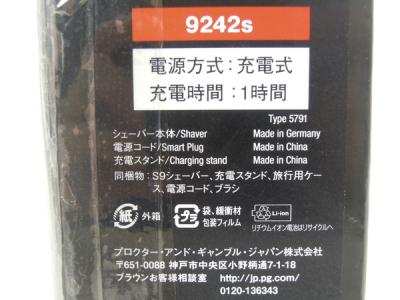 9242s
電源方式：充電式
充電時間：1時間
Type 5791
シェーバー本体/Shaver Made in Germany
電源コード/Smart Plug Made in China
充電スタンド/Charging stand Made in China
同梱物：S9シェーバー、充電スタンド、旅行用ケー
ス、電源コード、ブラシ
紙 外箱
プラ 袋、緩衝材
包装フィルム
Li-ion
リチウムイオン電池はリサイクルへ
プロクター・アンド・ギャンブル・ジャパン株式会社
〒651-0088 神戸市中央区小野柄通7-1-18
ブラウンお客様相談室 http://jp.pg.com/
0120-136343